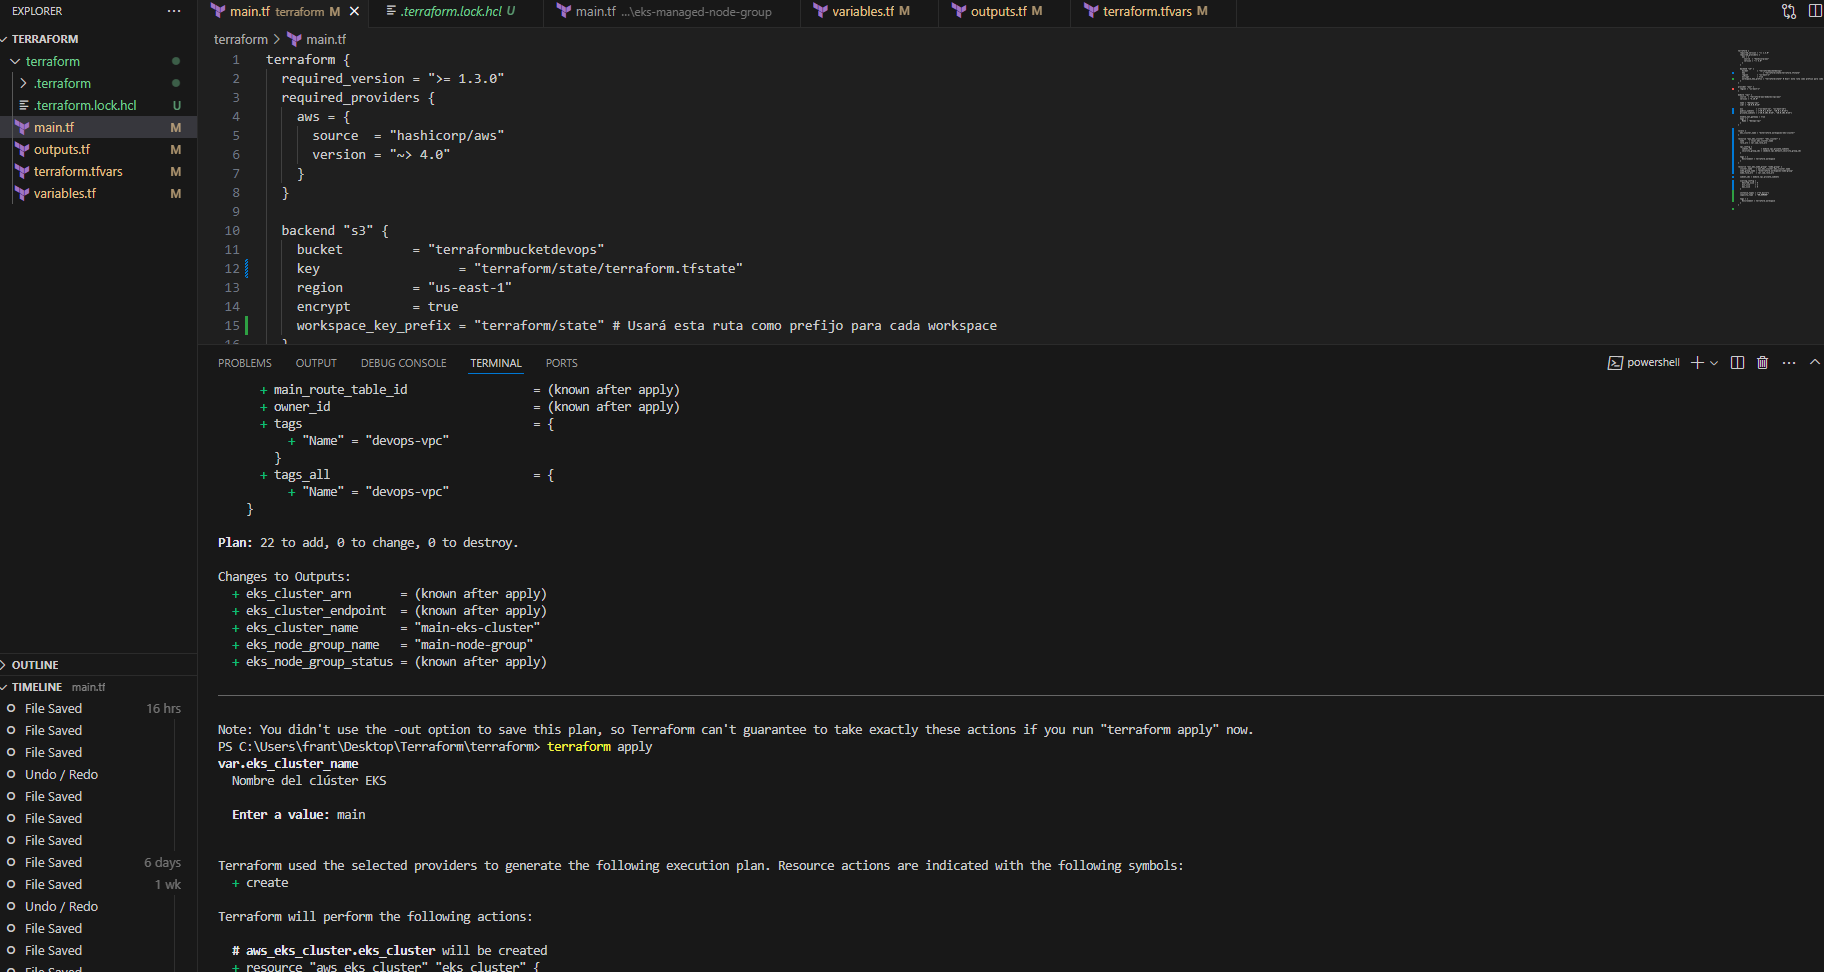 EXPLORER
TERRAFORM
terraform
.terraform
.terraform.lock.hcl U
main.tf M
outputs.tf M
terraform.tfvars M
variables.tf M
OUTLINE
TIMELINE main.tf
File Saved 16 hrs
File Saved
File Saved
Undo / Redo
File Saved
File Saved
File Saved
File Saved 6 days
File Saved 1 wk
Undo / Redo
File Saved
File Saved
File Saved
main.tf terraform M
.terraform.lock.hcl U
main.tf ...\eks-managed-node-group
variables.tf M
outputs.tf M
terraform.tfvars M
terraform > main.tf
1 terraform {
2 required_version = ">= 1.3.0"
3 required_providers {
4 aws = {
5 source = "hashicorp/aws"
6 version = "~> 4.0"
7 }
8 }
9
10 backend "s3" {
11 bucket = "terraformbucketdevops"
12 key = "terraform/state/terraform.tfstate"
13 region = "us-east-1"
14 encrypt = true
15 workspace_key_prefix = "terraform/state" # Usará esta ruta como prefijo para cada workspace
16 }
PROBLEMS OUTPUT DEBUG CONSOLE TERMINAL PORTS
powershell
+ main_route_table_id = (known after apply)
+ owner_id = (known after apply)
+ tags = {
+ "Name" = "devops-vpc"
}
+ tags_all = {
+ "Name" = "devops-vpc"
}
Plan: 22 to add, 0 to change, 0 to destroy.
Changes to Outputs:
+ eks_cluster_arn = (known after apply)
+ eks_cluster_endpoint = (known after apply)
+ eks_cluster_name = "main-eks-cluster"
+ eks_node_group_name = "main-node-group"
+ eks_node_group_status = (known after apply)
Note: You didn't use the -out option to save this plan, so Terraform can't guarantee to take exactly these actions if you run "terraform apply" now.
PS C:\Users\frant\Desktop\Terraform\terraform> terraform apply
var.eks_cluster_name
Nombre del clúster EKS
Enter a value: main
Terraform used the selected providers to generate the following execution plan. Resource actions are indicated with the following symbols:
+ create
Terraform will perform the following actions:
# aws_eks_cluster.eks_cluster will be created
+ resource "aws_eks_cluster" "eks_cluster" {